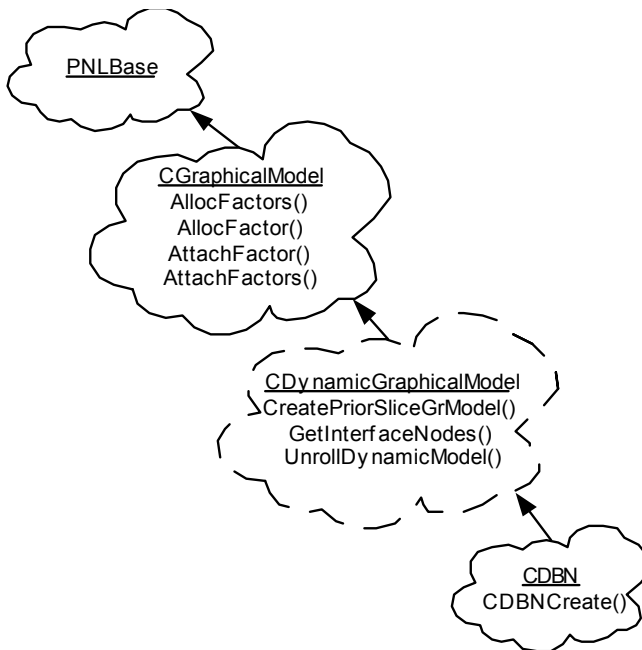 PNLBase
CGraphicalModel
AllocFactors()
AllocFactor()
AttachFactor()
AttachFactors()
CDynamicGraphicalModel
CreatePriorSliceGrModel()
GetInterfaceNodes()
UnrollDynamicModel()
CDBN
CDBNCreate()